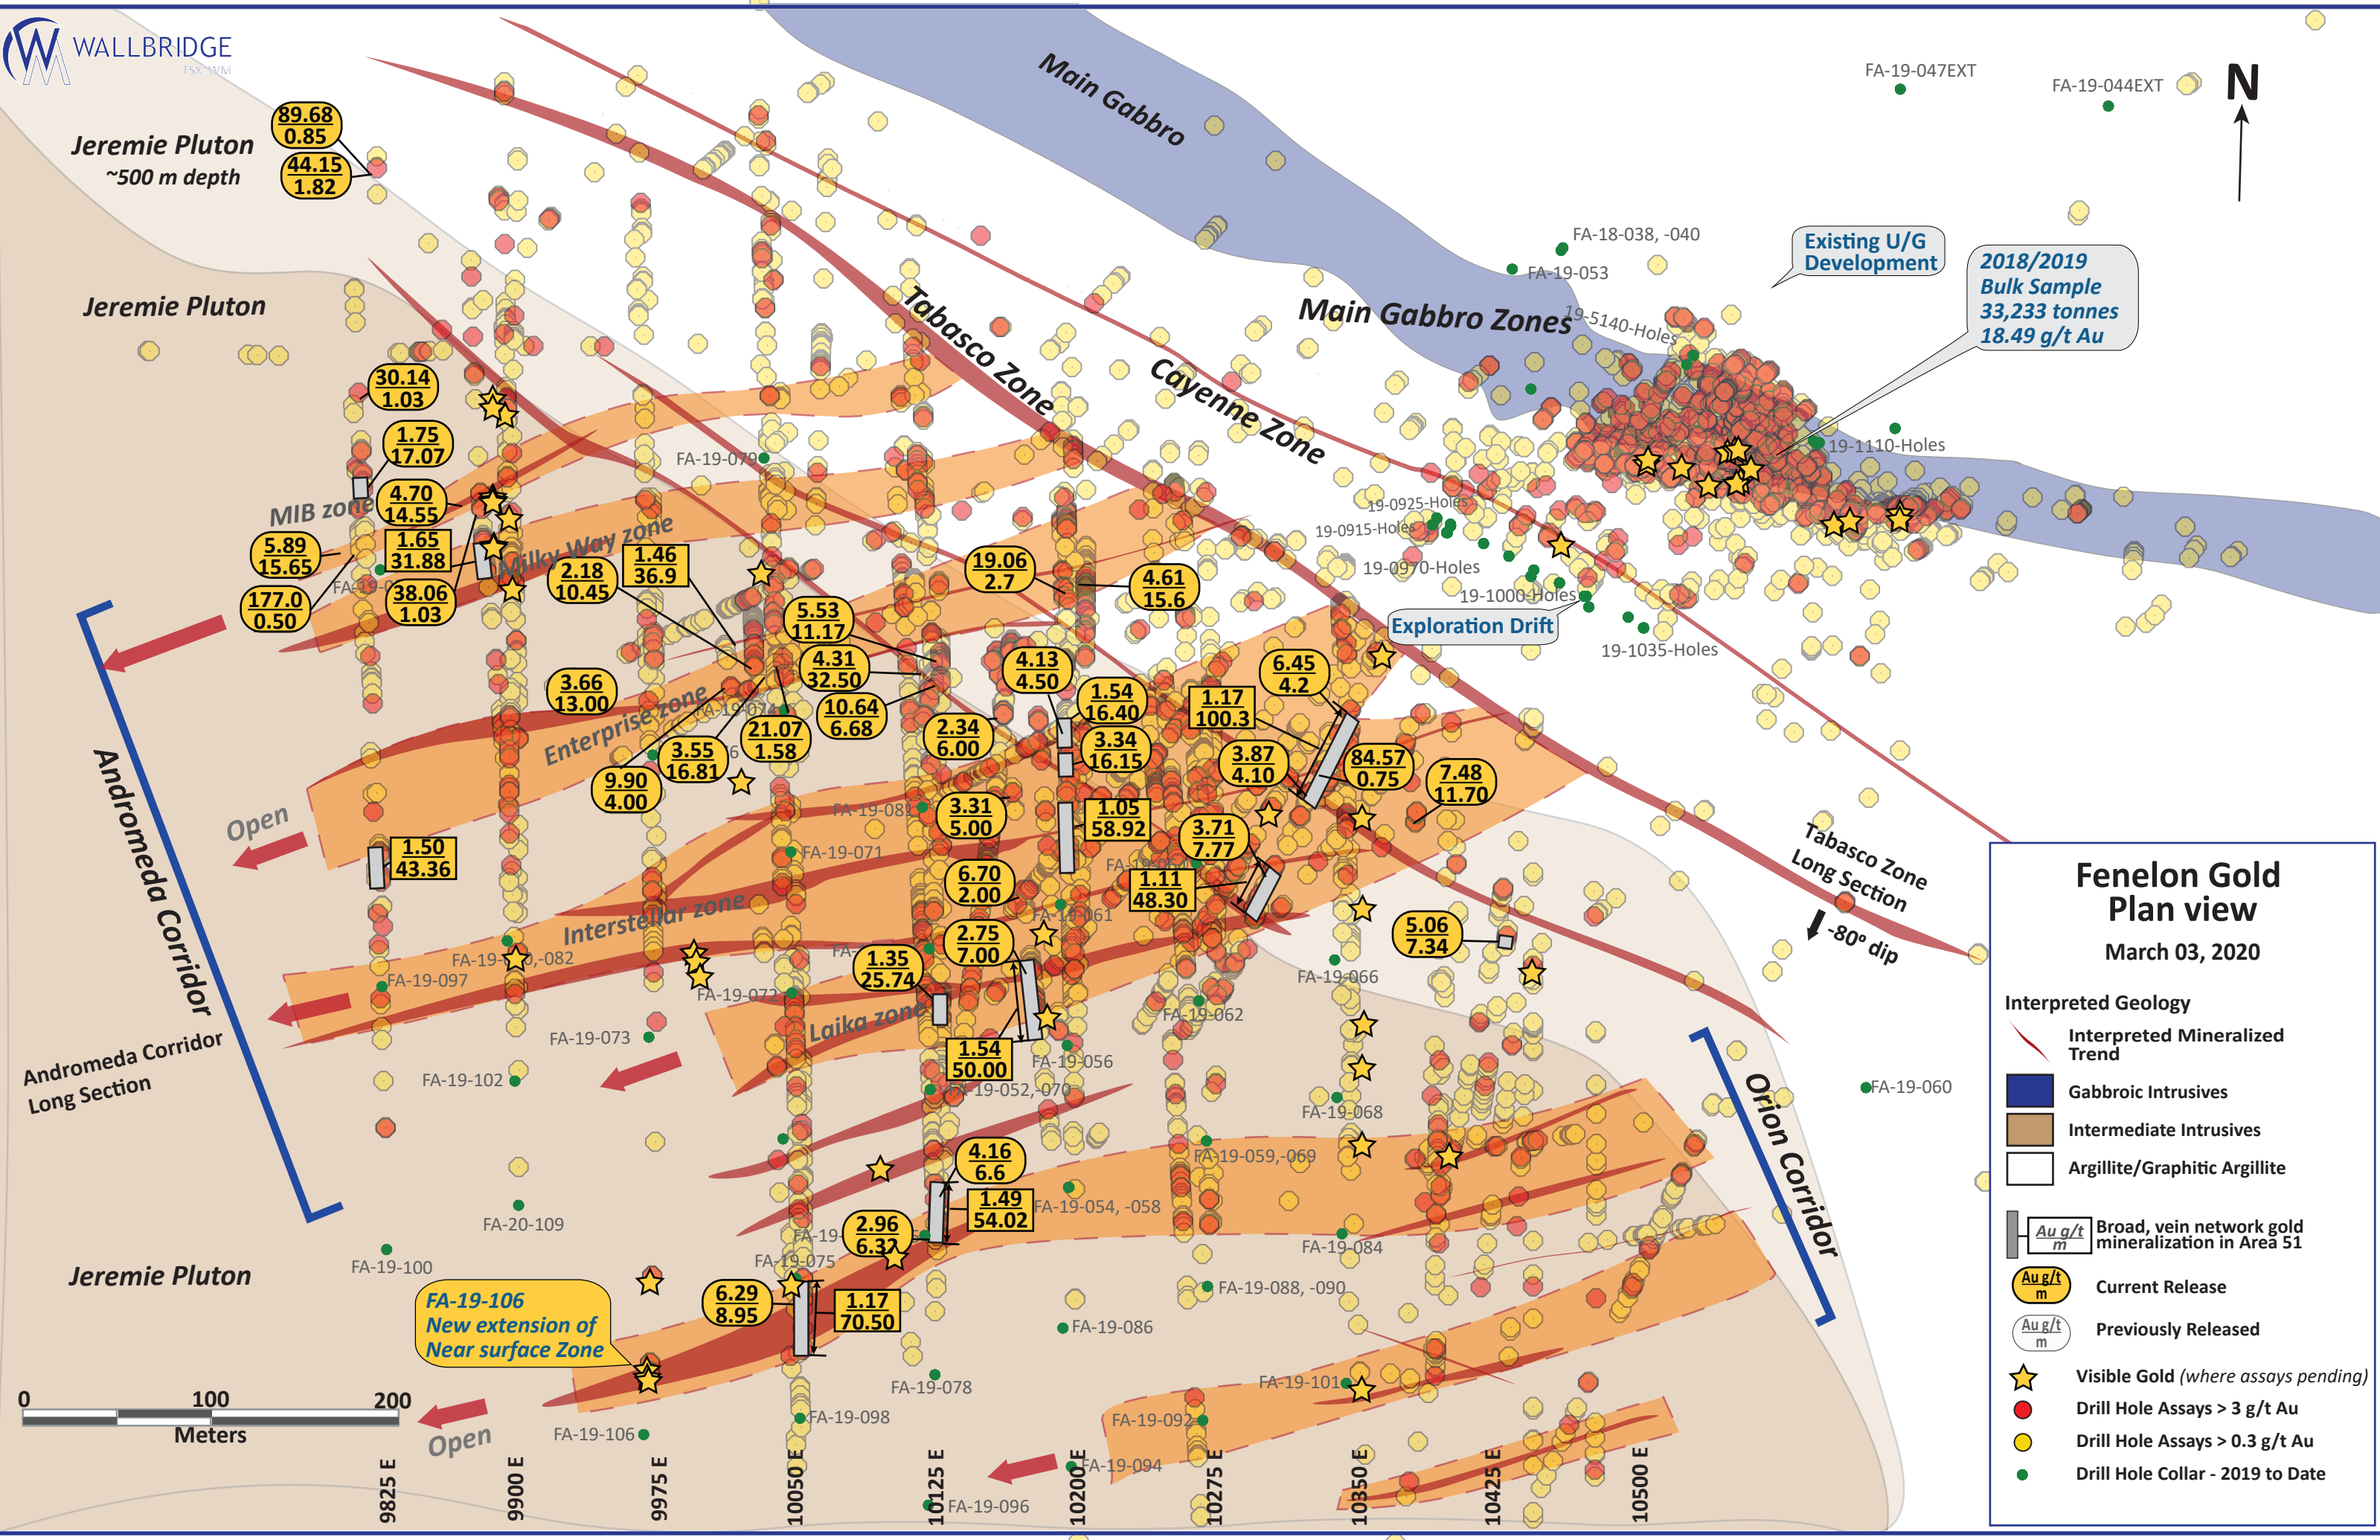 WALLBRIDGE
TSX:WM
Jeremie Pluton
~500 m depth
89.68
0.85
44.15
1.82
Main Gabbro
FA-19-047EXT
FA-19-044EXT
N
FA-18-038, -040
FA-19-053
Existing U/G
Development
2018/2019
Bulk Sample
33,233 tonnes
18.49 g/t Au
Jeremie Pluton
Tabasco Zone
Cayenne Zone
Main Gabbro Zones
19-5140-Holes
30.14
1.03
1.75
17.07
FA-19-079
19-1110-Holes
MIB zone
4.70
14.55
Milky Way zone
19-0925-Holes
19-0915-Holes
5.89
15.65
1.65
31.88
38.06
1.03
177.0
0.50
2.18
10.45
1.46
36.9
19.06
2.7
4.61
15.6
19-0970-Holes
19-1000-Holes
Exploration Drift
19-1035-Holes
5.53
11.17
4.31
32.50
4.13
4.50
6.45
4.2
3.66
13.00
Enterprise zone
FA-19-074
10.64
6.68
1.54
16.40
1.17
100.3
2.34
6.00
3.34
16.15
21.07
1.58
3.55
16.81
9.90
4.00
3.87
4.10
84.57
0.75
7.48
11.70
Andromeda Corridor
Open
FA-19-081
3.31
5.00
1.05
58.92
3.71
7.77
1.50
43.36
FA-19-071
6.70
2.00
1.11
48.30
Tabasco Zone
Long Section
-80º dip
Interstellar zone
FA-19-061
5.06
7.34
2.75
7.00
1.35
25.74
,-082
FA-19-097
FA-19-072
FA-19-066
Laika zone
FA-19-062
FA-19-073
1.54
50.00
FA-19-056
Andromeda Corridor
Long Section
FA-19-102
FA-19-052,-070
FA-19-068
FA-19-060
Orion Corridor
4.16
6.6
FA-19-059,-069
1.49
54.02
FA-19-054, -058
FA-20-109
2.96
6.37
FA-19-084
FA-19-100
FA-19-075
Jeremie Pluton
FA-19-088, -090
6.29
8.95
1.17
70.50
FA-19-086
FA-19-106
New extension of
Near surface Zone
FA-19-078
FA-19-101
0 100 200
Meters
Open
FA-19-106
FA-19-098
FA-19-092
FA-19-094
FA-19-096
9825 E
9900 E
9975 E
10050 E
10125 E
10200 E
10275 E
10350 E
10425 E
10500 E
Fenelon Gold
Plan view
March 03, 2020
Interpreted Geology
Interpreted Mineralized
Trend
Gabbroic Intrusives
Intermediate Intrusives
Argillite/Graphitic Argillite
Au g/t
m
Broad, vein network gold
mineralization in Area 51
Au g/t
m
Current Release
Au g/t
m
Previously Released
Visible Gold (where assays pending)
Drill Hole Assays > 3 g/t Au
Drill Hole Assays > 0.3 g/t Au
Drill Hole Collar - 2019 to Date